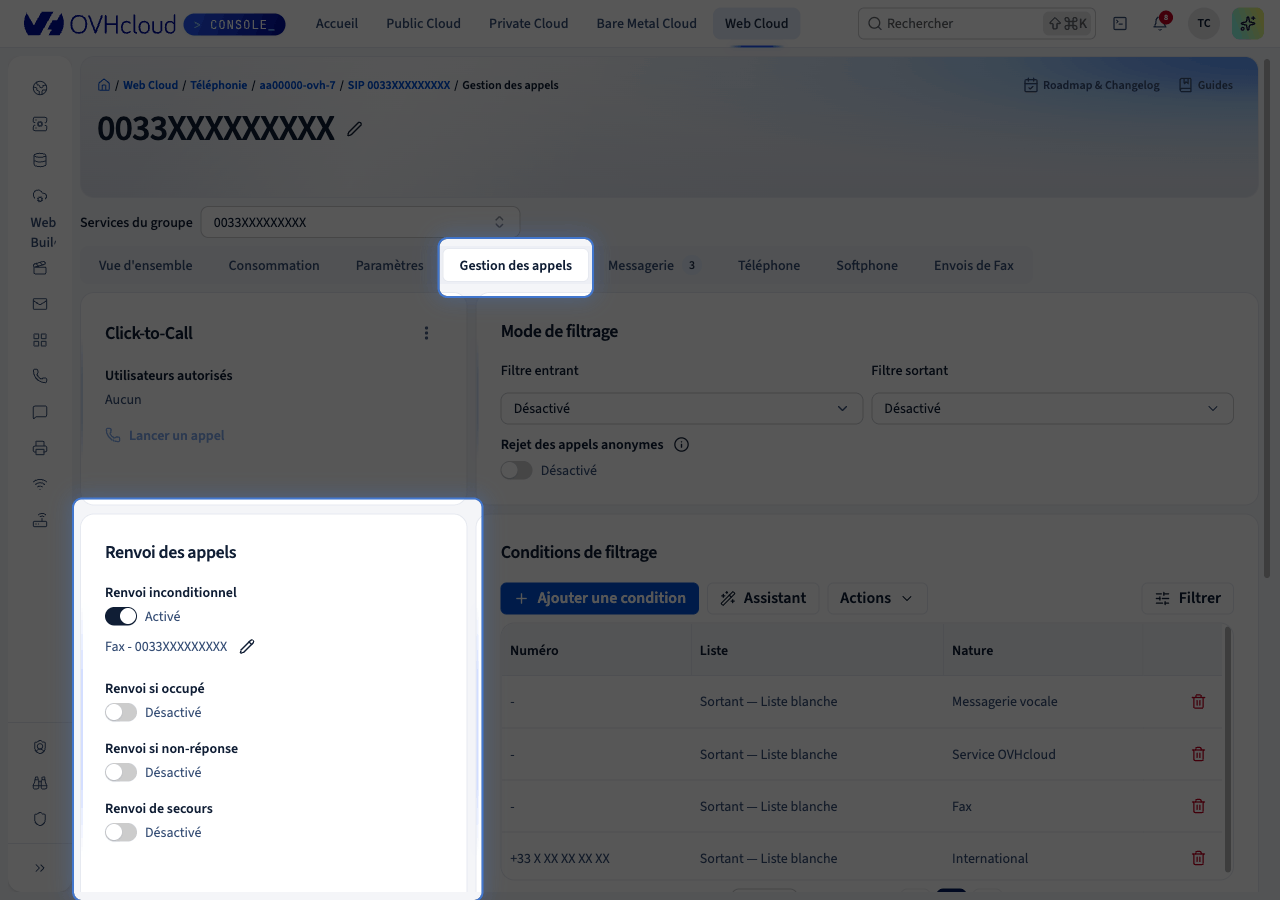 OVHcloud > CONSOLE_ Accueil Public Cloud Private Cloud Bare Metal Cloud Web Cloud Rechercher ⇧⌘K 8 TC
/ Web Cloud / Téléphonie / aa00000-ovh-7 / SIP 0033XXXXXXXXX / Gestion des appels
Roadmap & Changelog Guides
0033XXXXXXXXX
Web
Buil
Services du groupe 0033XXXXXXXXX
Vue d'ensemble Consommation Paramètres Gestion des appels Messagerie 3 Téléphone Softphone Envois de Fax
Click-to-Call
Utilisateurs autorisés
Aucun
Lancer un appel
Mode de filtrage
Filtre entrant Filtre sortant
Désactivé Désactivé
Rejet des appels anonymes
Désactivé
Renvoi des appels
Renvoi inconditionnel
Activé
Fax - 0033XXXXXXXXX
Renvoi si occupé
Désactivé
Renvoi si non-réponse
Désactivé
Renvoi de secours
Désactivé
Conditions de filtrage
+ Ajouter une condition Assistant Actions Filtrer
Numéro Liste Nature
- Sortant — Liste blanche Messagerie vocale
- Sortant — Liste blanche Service OVHcloud
- Sortant — Liste blanche Fax
+33 X XX XX XX XX Sortant — Liste blanche International